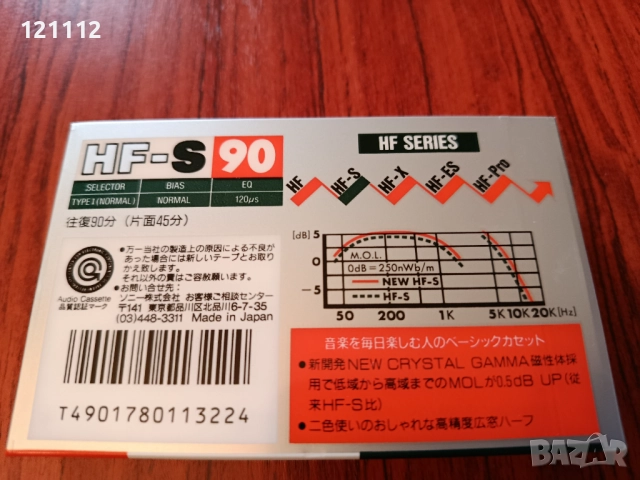 121112
HF-S 90
SELECTOR BIAS EQ
TYPE I (NORMAL) NORMAL 120μs
往復90分 (片面45分)
HF SERIES
HF HF-S HF-X HF-ES HF-Pro
Audio Cassette
品質認証マーク
●万一当社の製造上の原因による不良が
あった場合には新しいテープとお取り
かえ致します。
それ以外の責はご容赦願います。
●お問い合せ先:
ソニー株式会社 お客様ご相談センター
〒141 東京都品川区北品川6-7-35
(03)448-3311 Made in Japan
T4901780113224
[dB] 5
0
-5
M.O.L.
0dB=250nWb/m
NEW HF-S
HF-S
50 200 1K 5K 10K 20K [Hz]
音楽を毎日楽しむ人のベーシックカセット
●新開発NEW CRYSTAL GAMMA磁性体採
用で低域から高域までのMOLが0.5dB UP (従
来HF-S比)
●二色使いのおしゃれな高精度広窓ハーフ
BAZAR